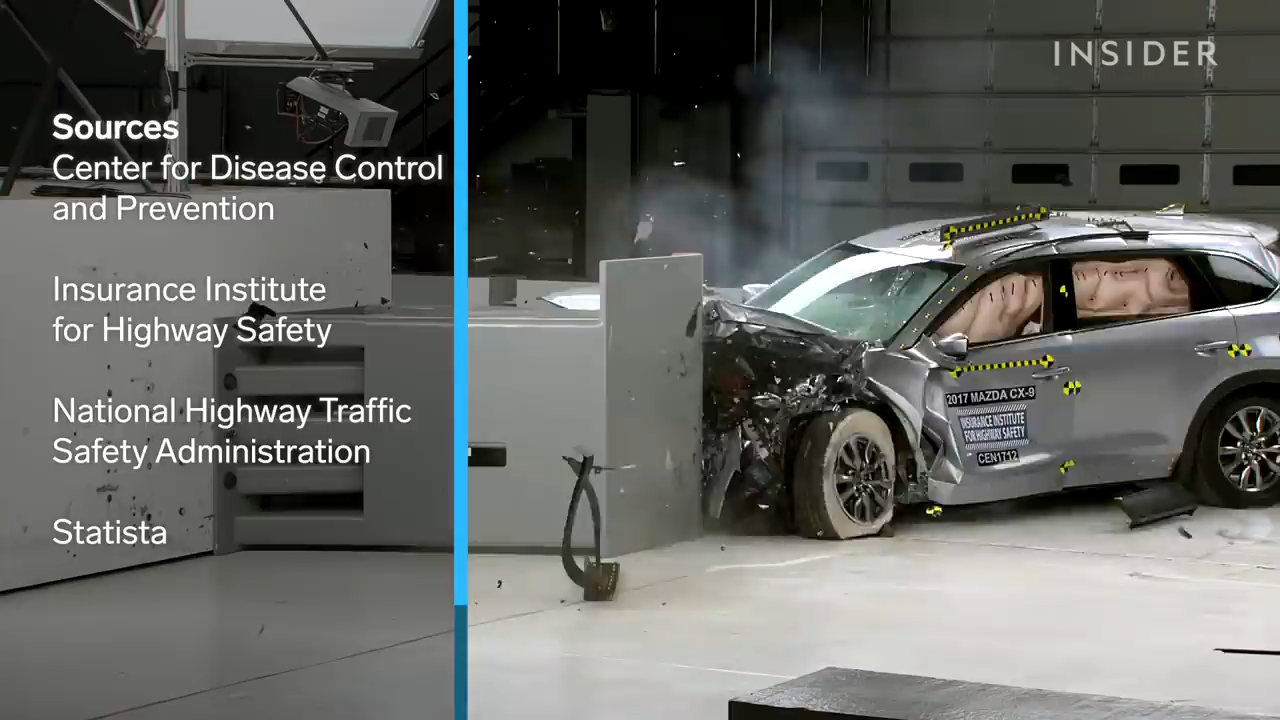 INSIDER
Sources
Center for Disease Control
and Prevention
Insurance Institute
for Highway Safety
National Highway Traffic
Safety Administration
Statista
2017 MAZDA CX-9
INSURANCE INSTITUTE
FOR HIGHWAY SAFETY
CEN1712